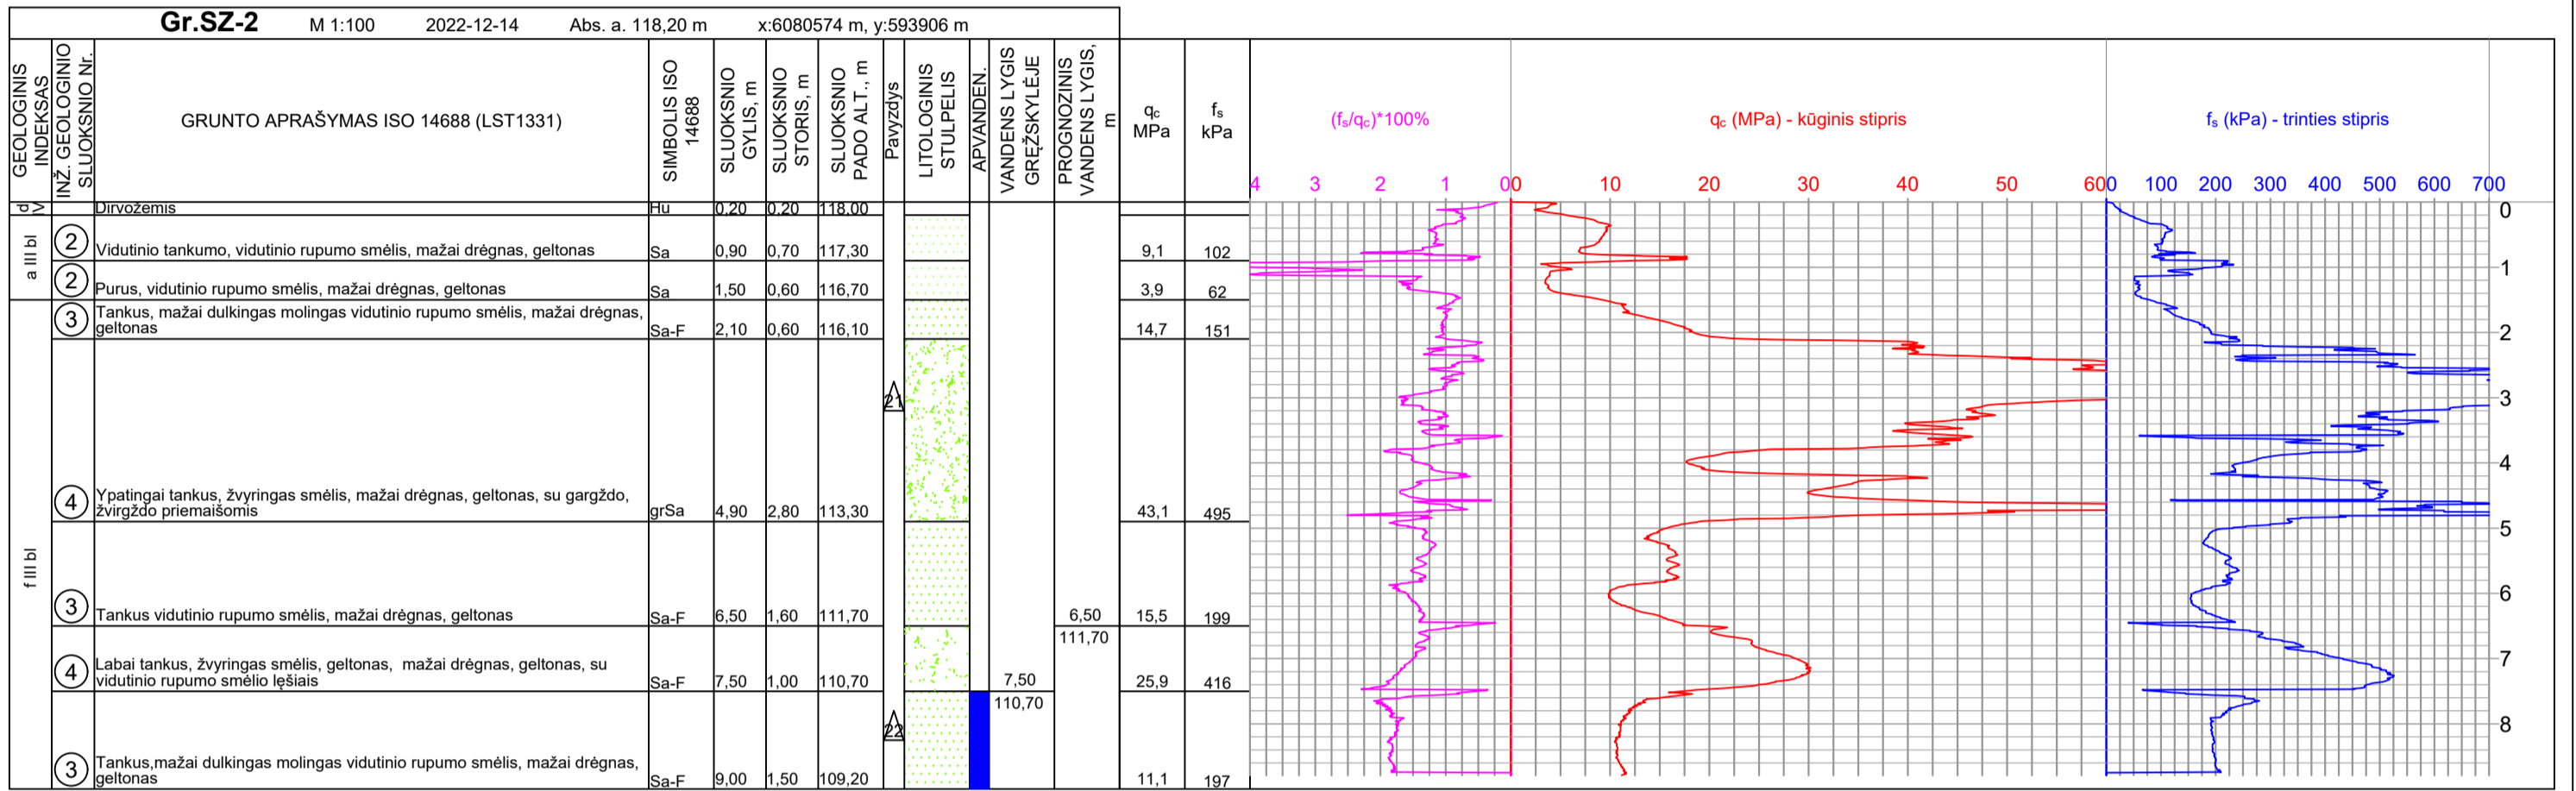 Gr.SZ-2 M 1:100 2022-12-14 Abs. a. 118,20 m x:6080574 m, y:593906 m
GEOLOGINIS
INDEKSAS
INŽ. GEOLOGINIO
SLUOKSNIO Nr.
GRUNTO APRAŠYMAS ISO 14688 (LST1331)
SIMBOLIS ISO
14688
SLUOKSNIO
GYLIS, m
SLUOKSNIO
STORIS, m
SLUOKSNIO
PADO ALT., m
Pavyzdys
LITOLOGINIS
STULPELIS
APVANDEN.
VANDENS LYGIS
GRĘŽSKYLĖJE
PROGNOZINIS
VANDENS LYGIS,
m
qc
MPa
fs
kPa
(fs/qc)*100%
qc (MPa) - kūginis stipris
fs (kPa) - trinties stipris
4 3 2 1 0
0 10 20 30 40 50 60
0 100 200 300 400 500 600 700
d IV
Dirvožemis Hu 0,20 0,20 118,00
a III bl
2 Vidutinio tankumo, vidutinio rupumo smėlis, mažai drėgnas, geltonas Sa 0,90 0,70 117,30 9,1 102
2 Purus, vidutinio rupumo smėlis, mažai drėgnas, geltonas Sa 1,50 0,60 116,70 3,9 62
3 Tankus, mažai dulkingas molingas vidutinio rupumo smėlis, mažai drėgnas,
geltonas Sa-F 2,10 0,60 116,10 14,7 151
21
f III bl
4 Ypatingai tankus, žvyringas smėlis, mažai drėgnas, geltonas, su gargždo,
žvirgždo priemaišomis grSa 4,90 2,80 113,30 43,1 495
3 Tankus vidutinio rupumo smėlis, mažai drėgnas, geltonas Sa-F 6,50 1,60 111,70 6,50 15,5 199
111,70
4 Labai tankus, žvyringas smėlis, geltonas, mažai drėgnas, geltonas, su
vidutinio rupumo smėlio lęšiais Sa-F 7,50 1,00 110,70 7,50 25,9 416
110,70
22
3 Tankus,mažai dulkingas molingas vidutinio rupumo smėlis, mažai drėgnas,
geltonas Sa-F 9,00 1,50 109,20 11,1 197
0
1
2
3
4
5
6
7
8